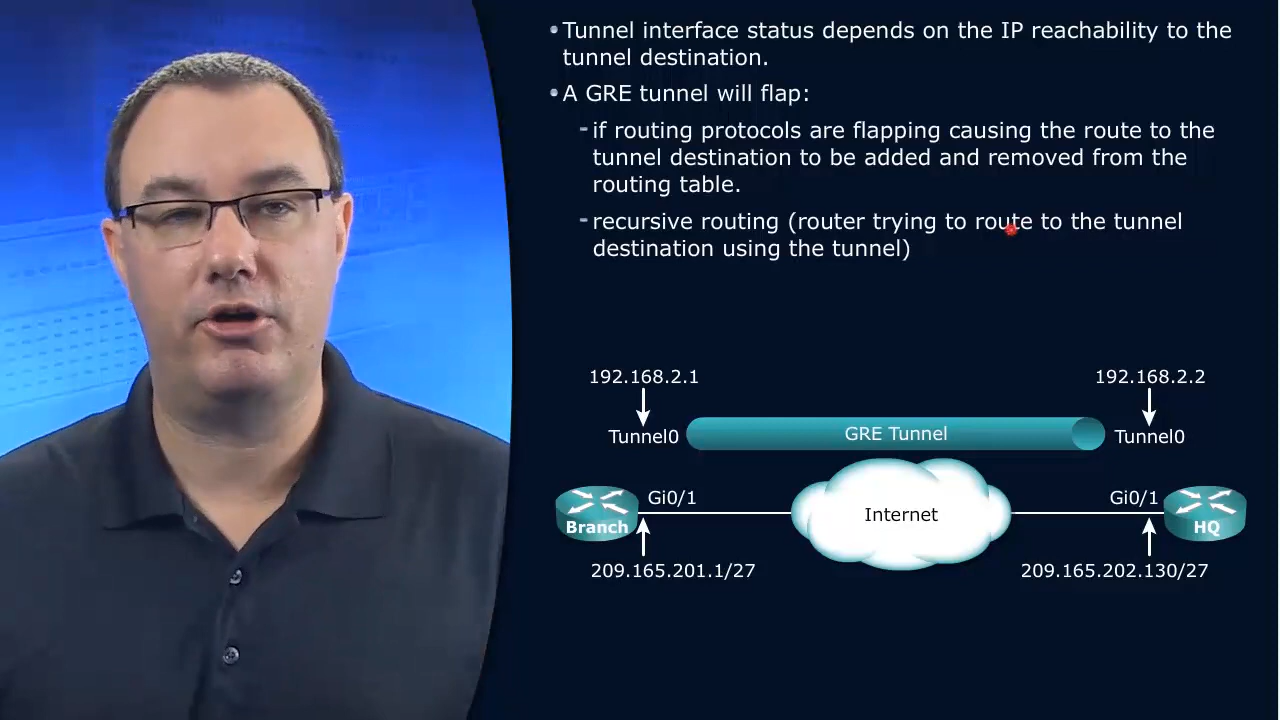 •Tunnel interface status depends on the IP reachability to the
tunnel destination.
•A GRE tunnel will flap:
-if routing protocols are flapping causing the route to the
tunnel destination to be added and removed from the
routing table.
-recursive routing (router trying to route to the tunnel
destination using the tunnel)
192.168.2.1
192.168.2.2
Tunnel0
GRE Tunnel
Tunnel0
Gi0/1
Gi0/1
Branch
Internet
HQ
209.165.201.1/27
209.165.202.130/27